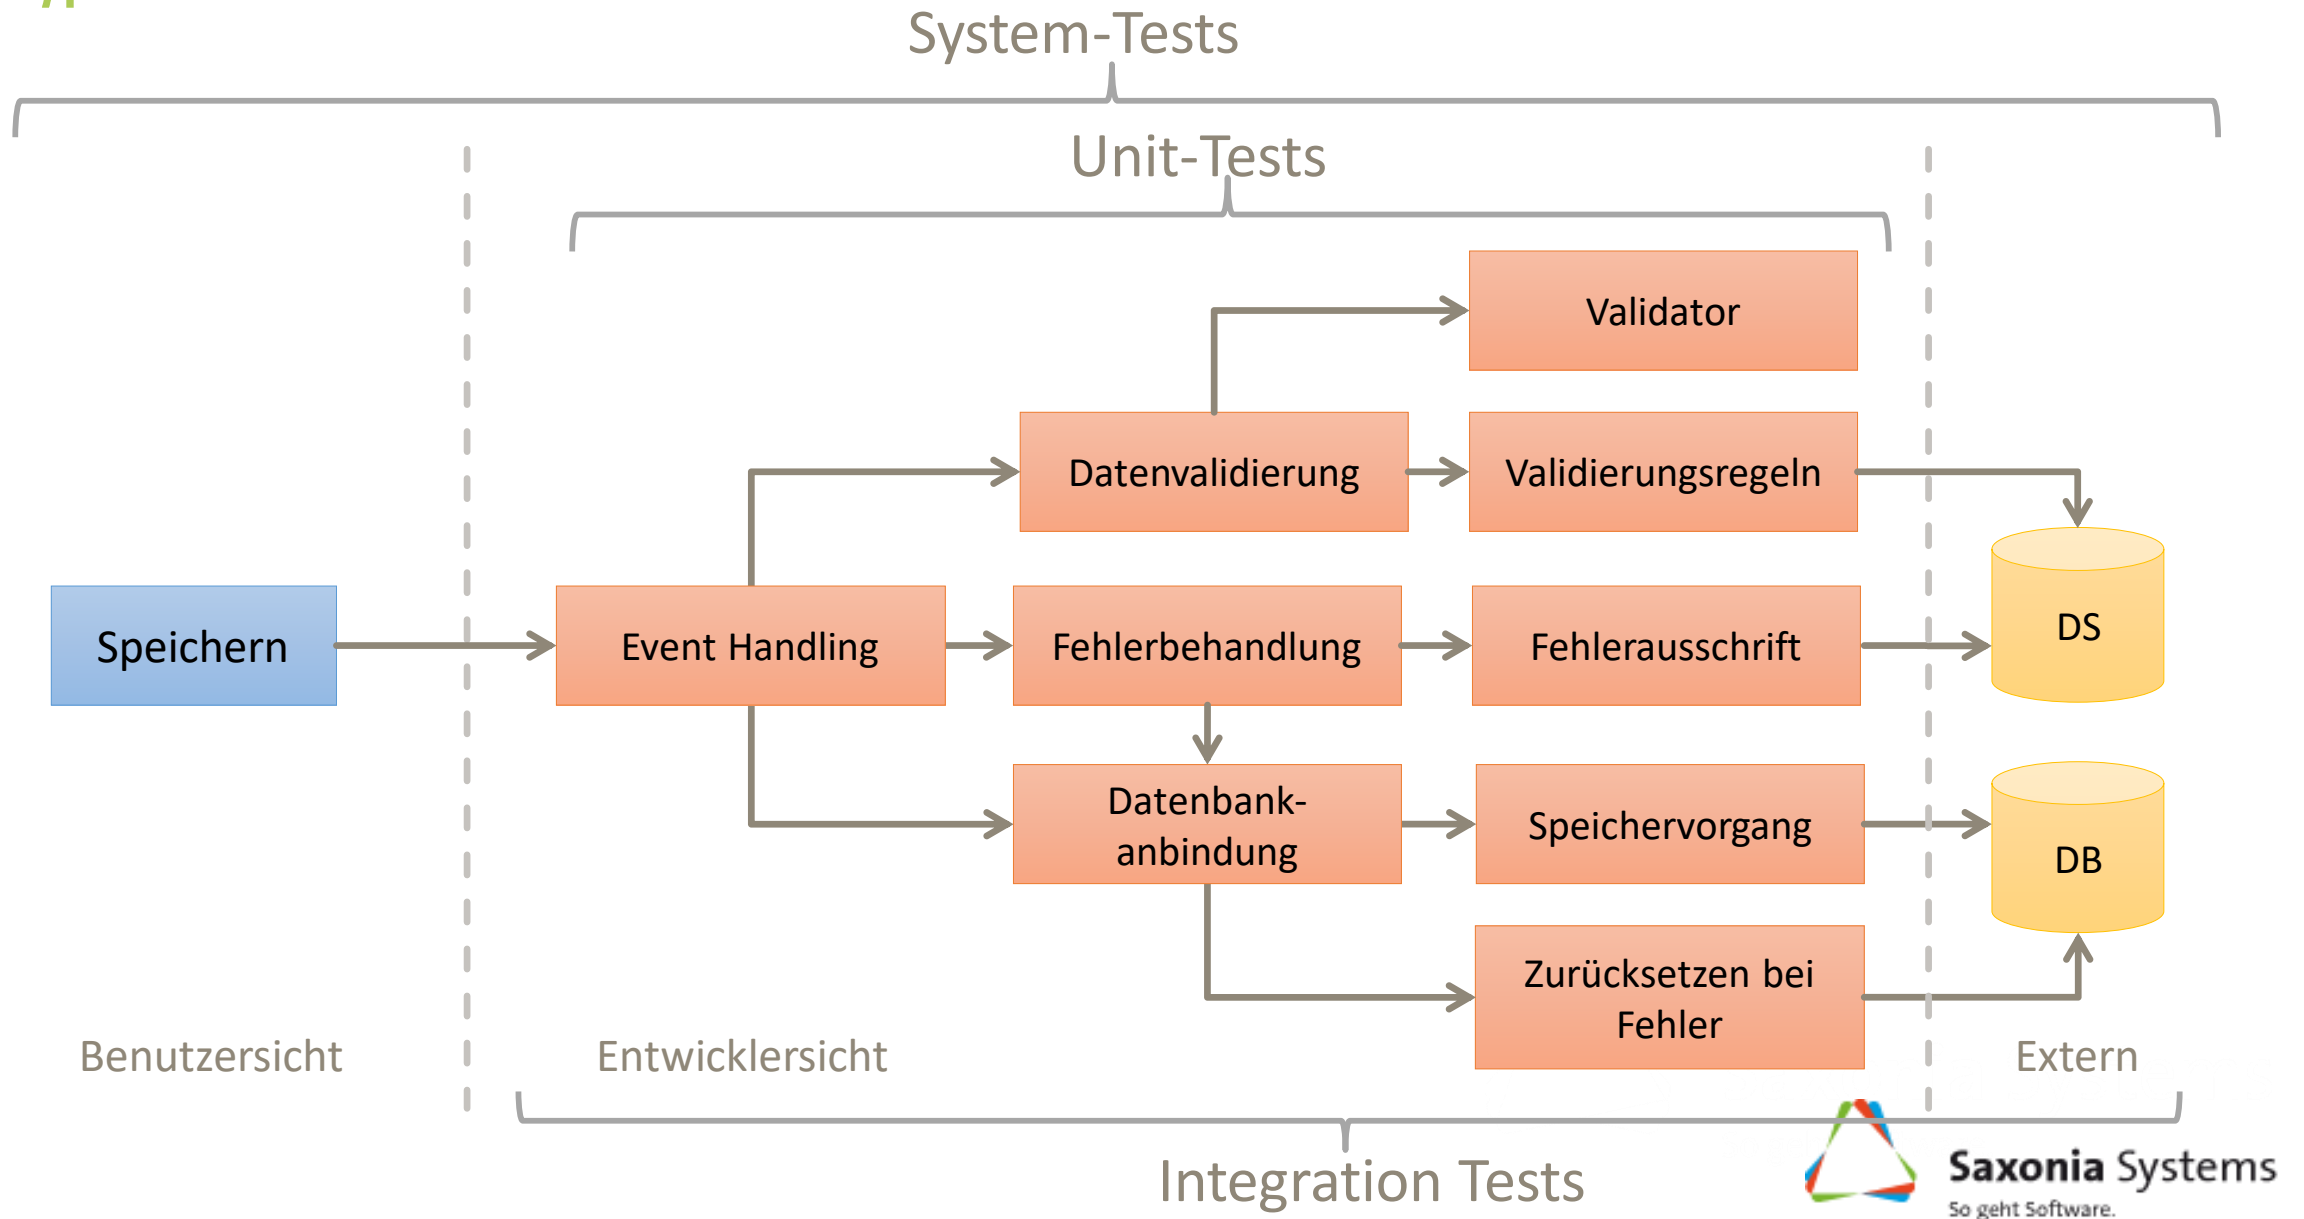 System-Tests
Unit-Tests
Validator
Datenvalidierung
Validierungsregeln
Speichern
Event Handling
Fehlerbehandlung
Fehlerausschrift
DS
Datenbank-
anbindung
Speichervorgang
DB
Zurücksetzen bei
Fehler
Benutzersicht
Entwicklersicht
Extern
Integration Tests
Saxonia Systems
So geht Software.